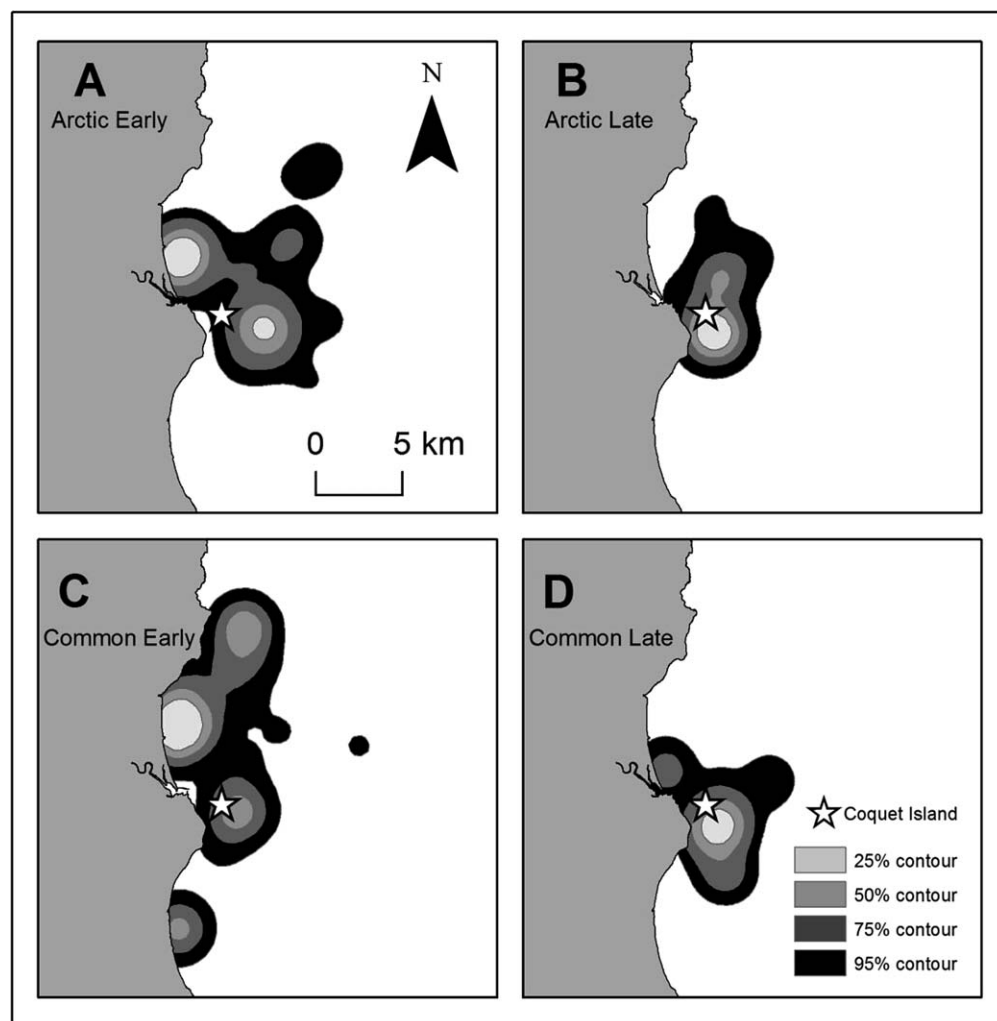 A
Arctic Early
N
0 5 km
B
Arctic Late
C
Common Early
D
Common Late
Coquet Island
25% contour
50% contour
75% contour
95% contour